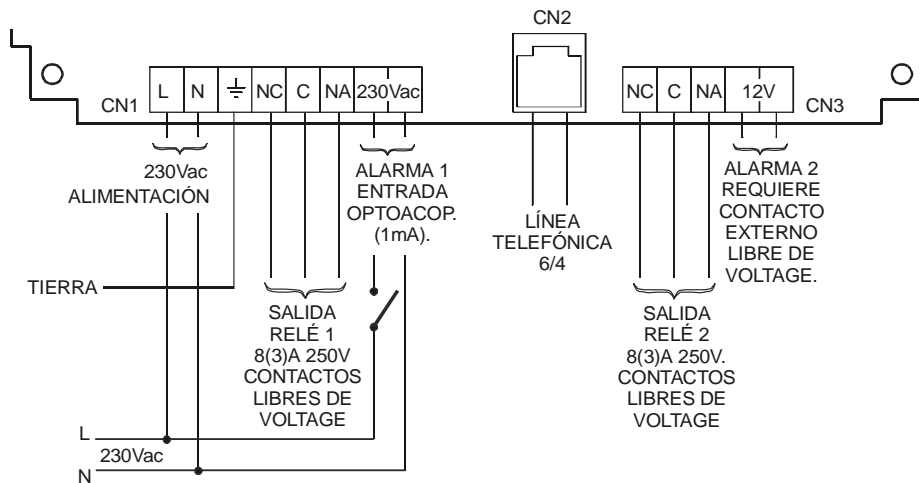 CN2
CN1
L N NC C NA 230Vac
NC C NA 12V
CN3
230Vac
ALIMENTACIÓN
ALARMA 1
ENTRADA
OPTOACOP.
(1mA).
LÍNEA
TELEFÓNICA
6/4
ALARMA 2
REQUIERE
CONTACTO
EXTERNO
LIBRE DE
VOLTAGE.
TIERRA
SALIDA
RELÉ 1
8(3)A 250V
CONTACTOS
LIBRES DE
VOLTAGE
SALIDA
RELÉ 2
8(3)A 250V.
CONTACTOS
LIBRES DE
VOLTAGE
L
230Vac
N